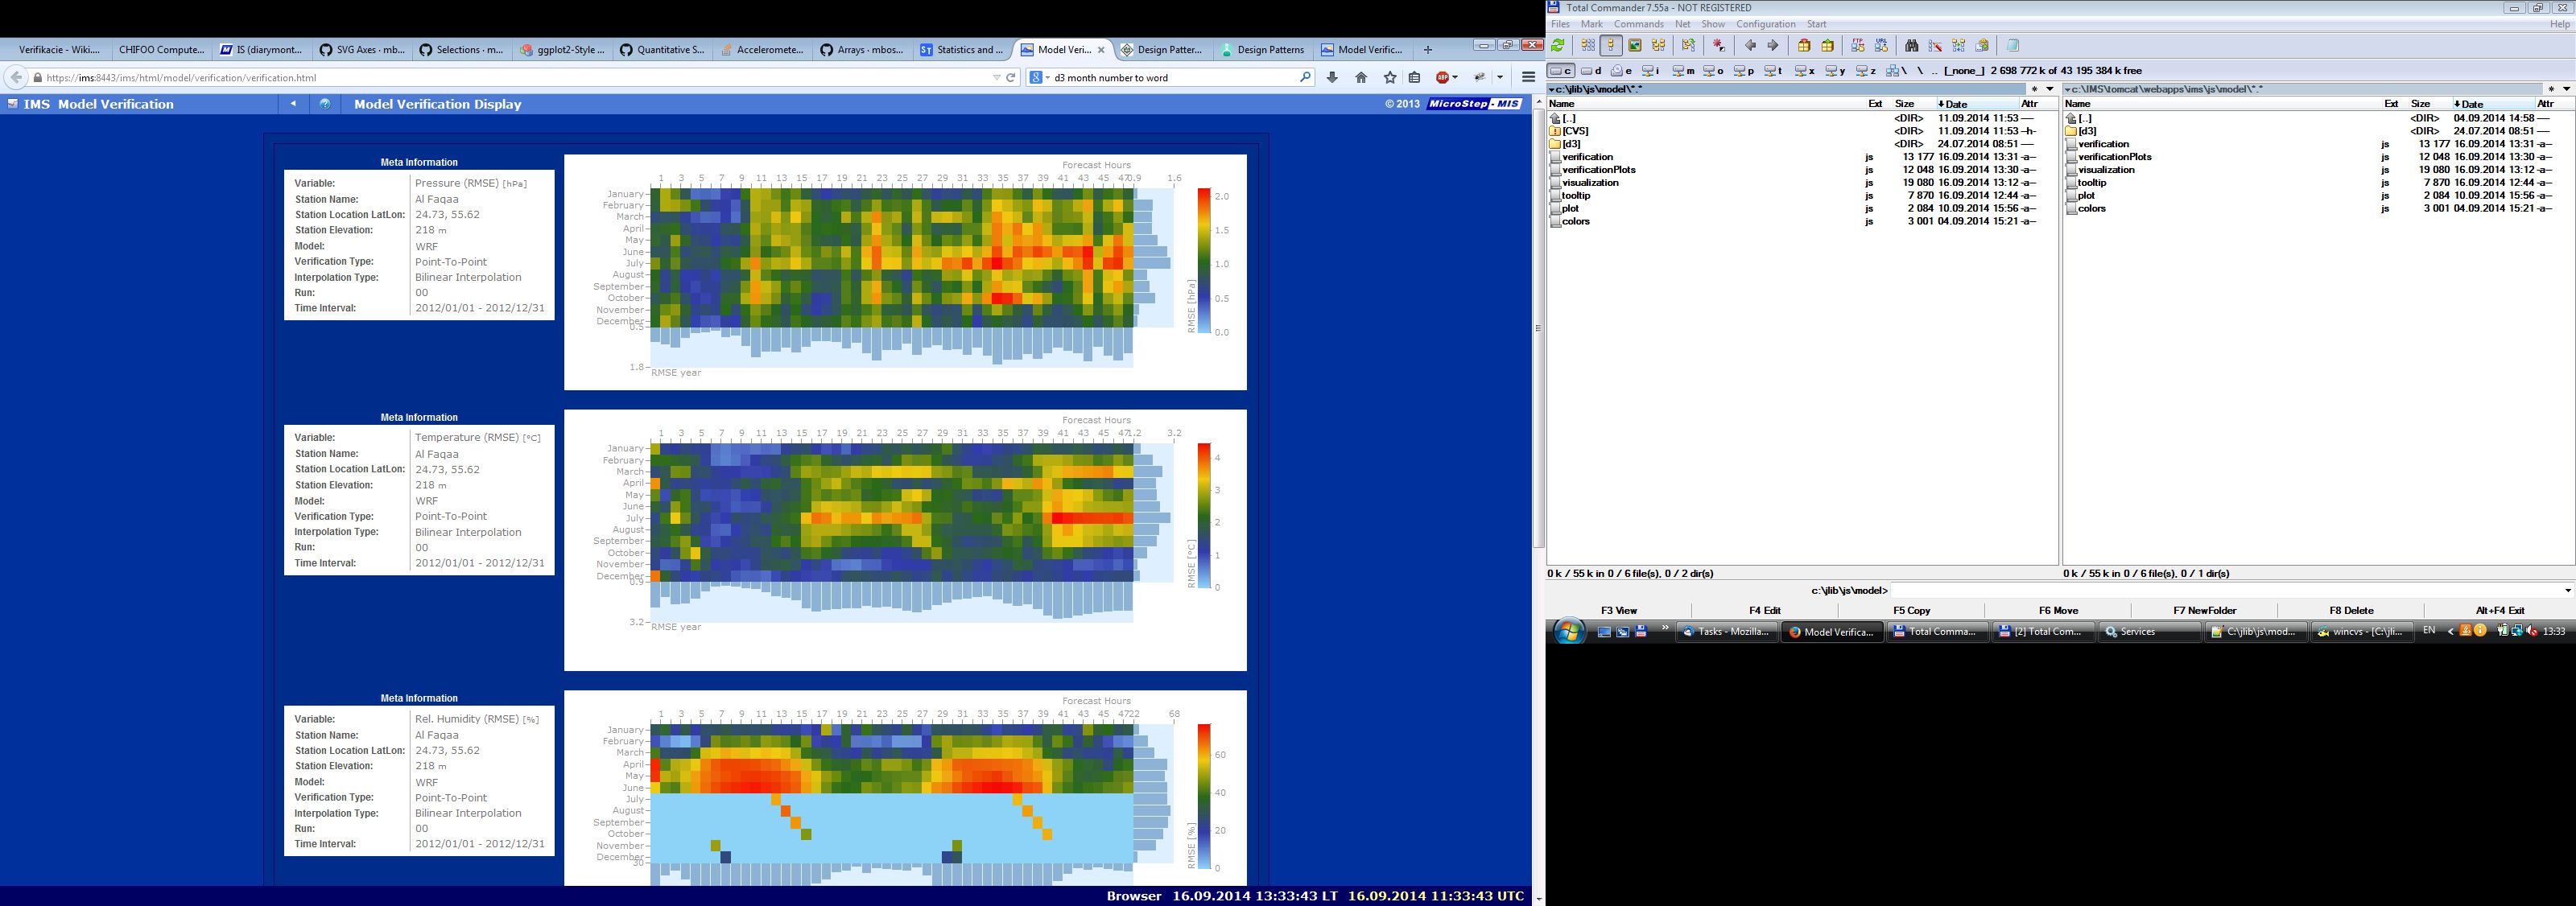 Verifikacie - Wiki....
CHIFOO Compute...
IS (diarymont...
SVG Axes · mb...
Selections · m...
ggplot2-Style ...
Quantitative S...
Acceleromete...
Arrays · mbos...
Statistics and ...
Model Veri...
Design Patter...
Design Patterns
Model Verific...
https://ims:8443/ims/html/model/verification/verification.html
d3 month number to word
IMS Model Verification
Model Verification Display
© 2013 MicroStep-MIS
Meta Information
Variable: Pressure (RMSE) [hPa]
Station Name: Al Faqaa
Station Location LatLon: 24.73, 55.62
Station Elevation: 218 m
Model: WRF
Verification Type: Point-To-Point
Interpolation Type: Bilinear Interpolation
Run: 00
Time Interval: 2012/01/01 - 2012/12/31
Forecast Hours
1 3 5 7 9 11 13 15 17 19 21 23 25 27 29 31 33 35 37 39 41 43 45 47 0.9 1.6
January
February
March
April
May
June
July
August
September
October
November
December
0.5
1.8
RMSE year
RMSE [hPa]
2.0
1.5
1.0
0.5
0.0
Meta Information
Variable: Temperature (RMSE) [°C]
Station Name: Al Faqaa
Station Location LatLon: 24.73, 55.62
Station Elevation: 218 m
Model: WRF
Verification Type: Point-To-Point
Interpolation Type: Bilinear Interpolation
Run: 00
Time Interval: 2012/01/01 - 2012/12/31
Forecast Hours
1 3 5 7 9 11 13 15 17 19 21 23 25 27 29 31 33 35 37 39 41 43 45 47 1.2 3.2
January
February
March
April
May
June
July
August
September
October
November
December
0.9
3.2
RMSE year
RMSE [°C]
4
3
2
1
0
Meta Information
Variable: Rel. Humidity (RMSE) [%]
Station Name: Al Faqaa
Station Location LatLon: 24.73, 55.62
Station Elevation: 218 m
Model: WRF
Verification Type: Point-To-Point
Interpolation Type: Bilinear Interpolation
Run: 00
Time Interval: 2012/01/01 - 2012/12/31
Forecast Hours
1 3 5 7 9 11 13 15 17 19 21 23 25 27 29 31 33 35 37 39 41 43 45 47 22 68
January
February
March
April
May
June
July
August
September
October
November
December
30
RMSE [%]
60
40
20
0
Browser 16.09.2014 13:33:43 LT 16.09.2014 11:33:43 UTC
Total Commander 7.55a - NOT REGISTERED
Files Mark Commands Net Show Configuration Start Help
c d e i m o p t x y z \ \ .. [_none_] 2 698 772 k of 43 195 384 k free
c:\jlib\js\model\*.*
Name Ext Size Date Attr
[..] <DIR> 11.09.2014 11:53 ----
[CVS] <DIR> 11.09.2014 11:53 --h-
[d3] <DIR> 24.07.2014 08:51 ----
verification js 13 177 16.09.2014 13:31 -a--
verificationPlots js 12 048 16.09.2014 13:30 -a--
visualization js 19 080 16.09.2014 13:12 -a--
tooltip js 7 870 16.09.2014 12:44 -a--
plot js 2 084 10.09.2014 15:56 -a--
colors js 3 001 04.09.2014 15:21 -a--
0 k / 55 k in 0 / 6 file(s), 0 / 2 dir(s)
c:\IMS\tomcat\webapps\ims\js\model\*.*
Name Ext Size Date Attr
[..] <DIR> 04.09.2014 14:58 ----
[d3] <DIR> 24.07.2014 08:51 ----
verification js 13 177 16.09.2014 13:31 -a--
verificationPlots js 12 048 16.09.2014 13:30 -a--
visualization js 19 080 16.09.2014 13:12 -a--
tooltip js 7 870 16.09.2014 12:44 -a--
plot js 2 084 10.09.2014 15:56 -a--
colors js 3 001 04.09.2014 15:21 -a--
0 k / 55 k in 0 / 6 file(s), 0 / 1 dir(s)
c:\jlib\js\model>
F3 View F4 Edit F5 Copy F6 Move F7 NewFolder F8 Delete Alt+F4 Exit
Tasks - Mozilla...
Model Verifica...
Total Comma...
[2] Total Com...
Services
C:\jlib\js\mod...
wincvs - [C:\jli...
EN
13:33